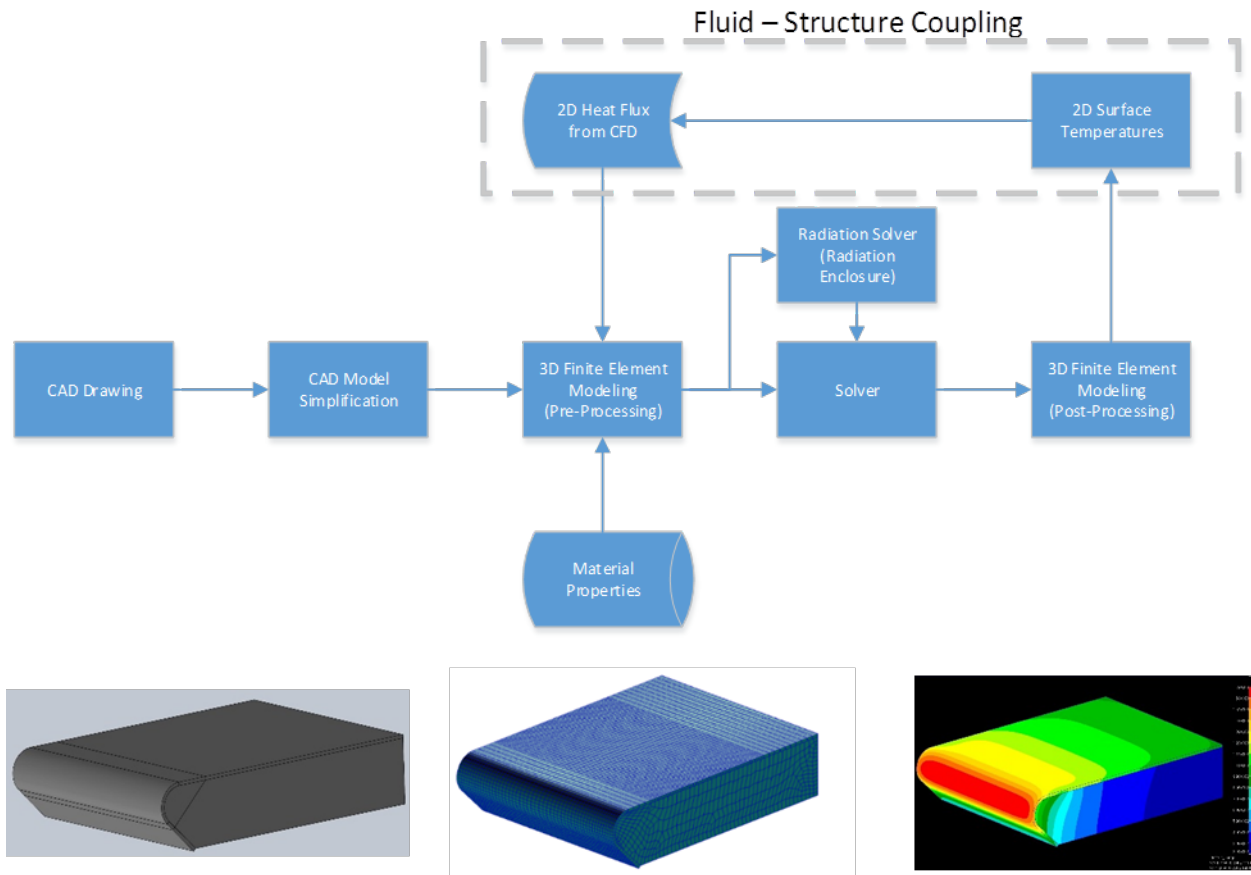 Fluid – Structure Coupling
2D Heat Flux
from CFD
2D Surface
Temperatures
Radiation Solver
(Radiation
Enclosure)
CAD Drawing
CAD Model
Simplification
3D Finite Element
Modeling
(Pre-Processing)
Solver
3D Finite Element
Modeling
(Post-Processing)
Material
Properties